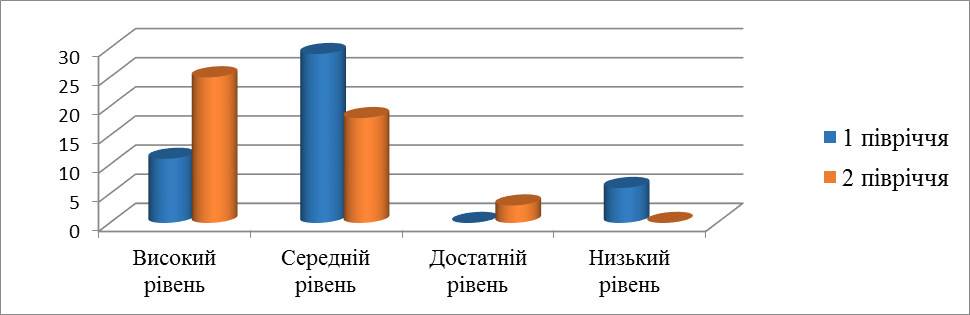 30
25
20
15
10
5
0
Високий рівень
Середній рівень
Достатній рівень
Низький рівень
1 півріччя
2 півріччя